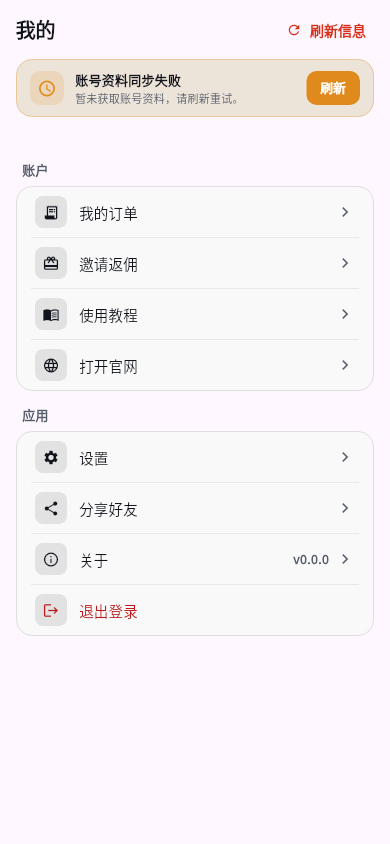 我的
刷新信息
账号资料同步失败
暂未获取账号资料，请刷新重试。
刷新
账户
我的订单
邀请返佣
使用教程
打开官网
应用
设置
分享好友
关于
v0.0.0
退出登录